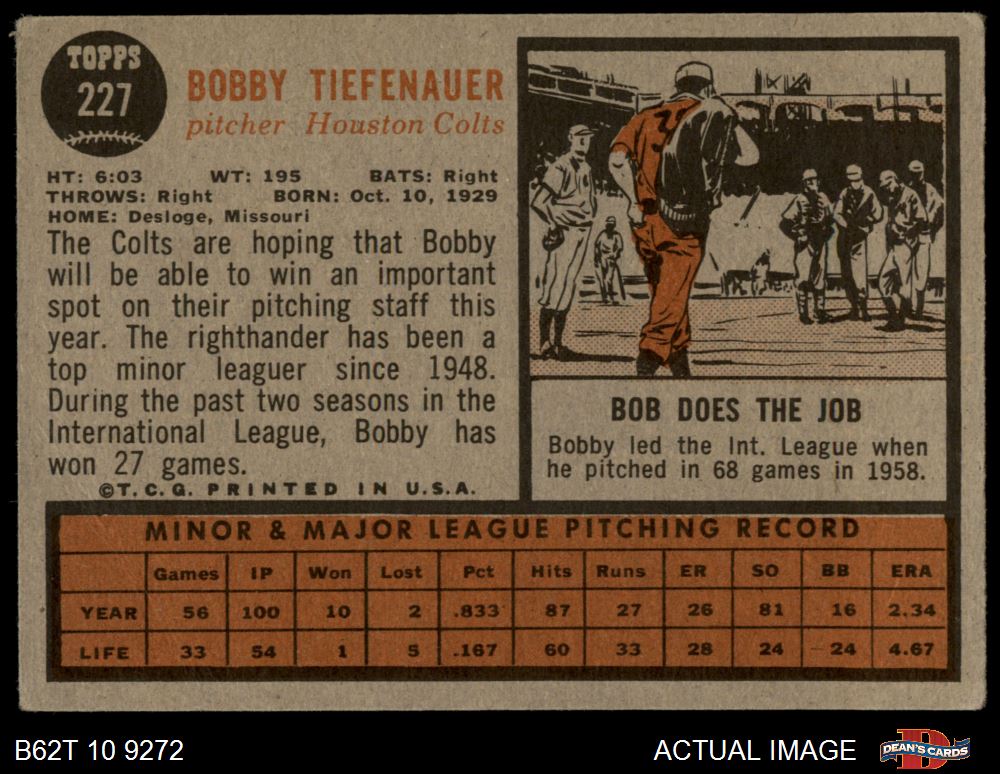 TOPPS
227
BOBBY TIEFENAUER
pitcher Houston Colts
HT: 6:03 WT: 195 BATS: Right
THROWS: Right BORN: Oct. 10, 1929
HOME: Desloge, Missouri
The Colts are hoping that Bobby
will be able to win an important
spot on their pitching staff this
year. The righthander has been a
top minor leaguer since 1948.
During the past two seasons in the
International League, Bobby has
won 27 games.
©T.C.G. PRINTED IN U.S.A.
BOB DOES THE JOB
Bobby led the Int. League when
he pitched in 68 games in 1958.
MINOR & MAJOR LEAGUE PITCHING RECORD
Games IP Won Lost Pct Hits Runs ER SO BB ERA
YEAR 56 100 10 2 .833 87 27 26 81 16 2.34
LIFE 33 54 1 5 .167 60 33 28 24 24 4.67
B62T 10 9272
ACTUAL IMAGE
DEAN'S CARDS